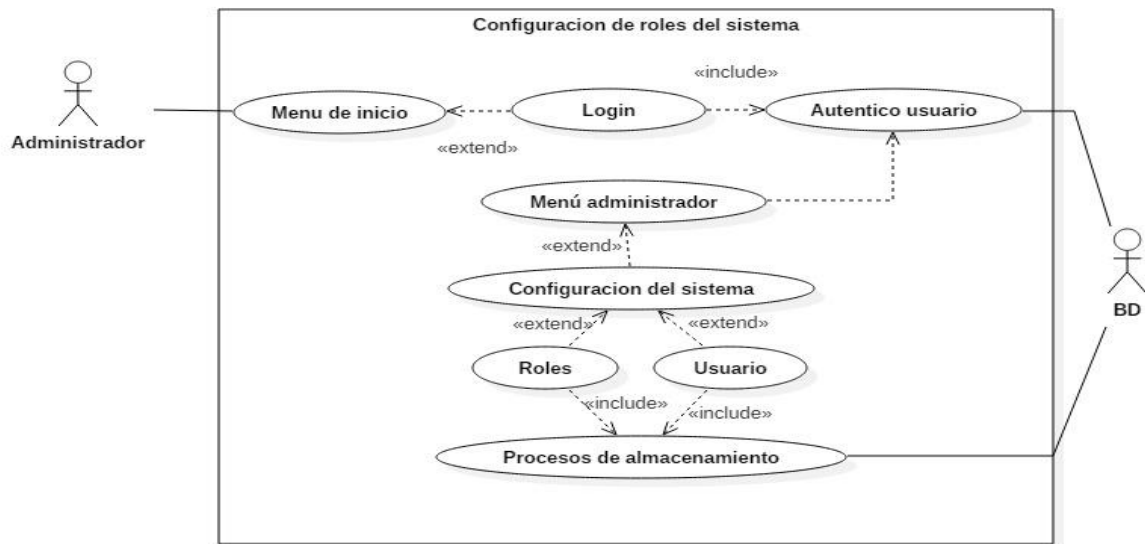 Configuracion de roles del sistema
«include»
Menu de inicio
Login
Autentico usuario
Administrador
«extend»
Menú administrador
«extend»
Configuracion del sistema
BD
«extend»
«extend»
Roles
Usuario
«include»
«include»
Procesos de almacenamiento